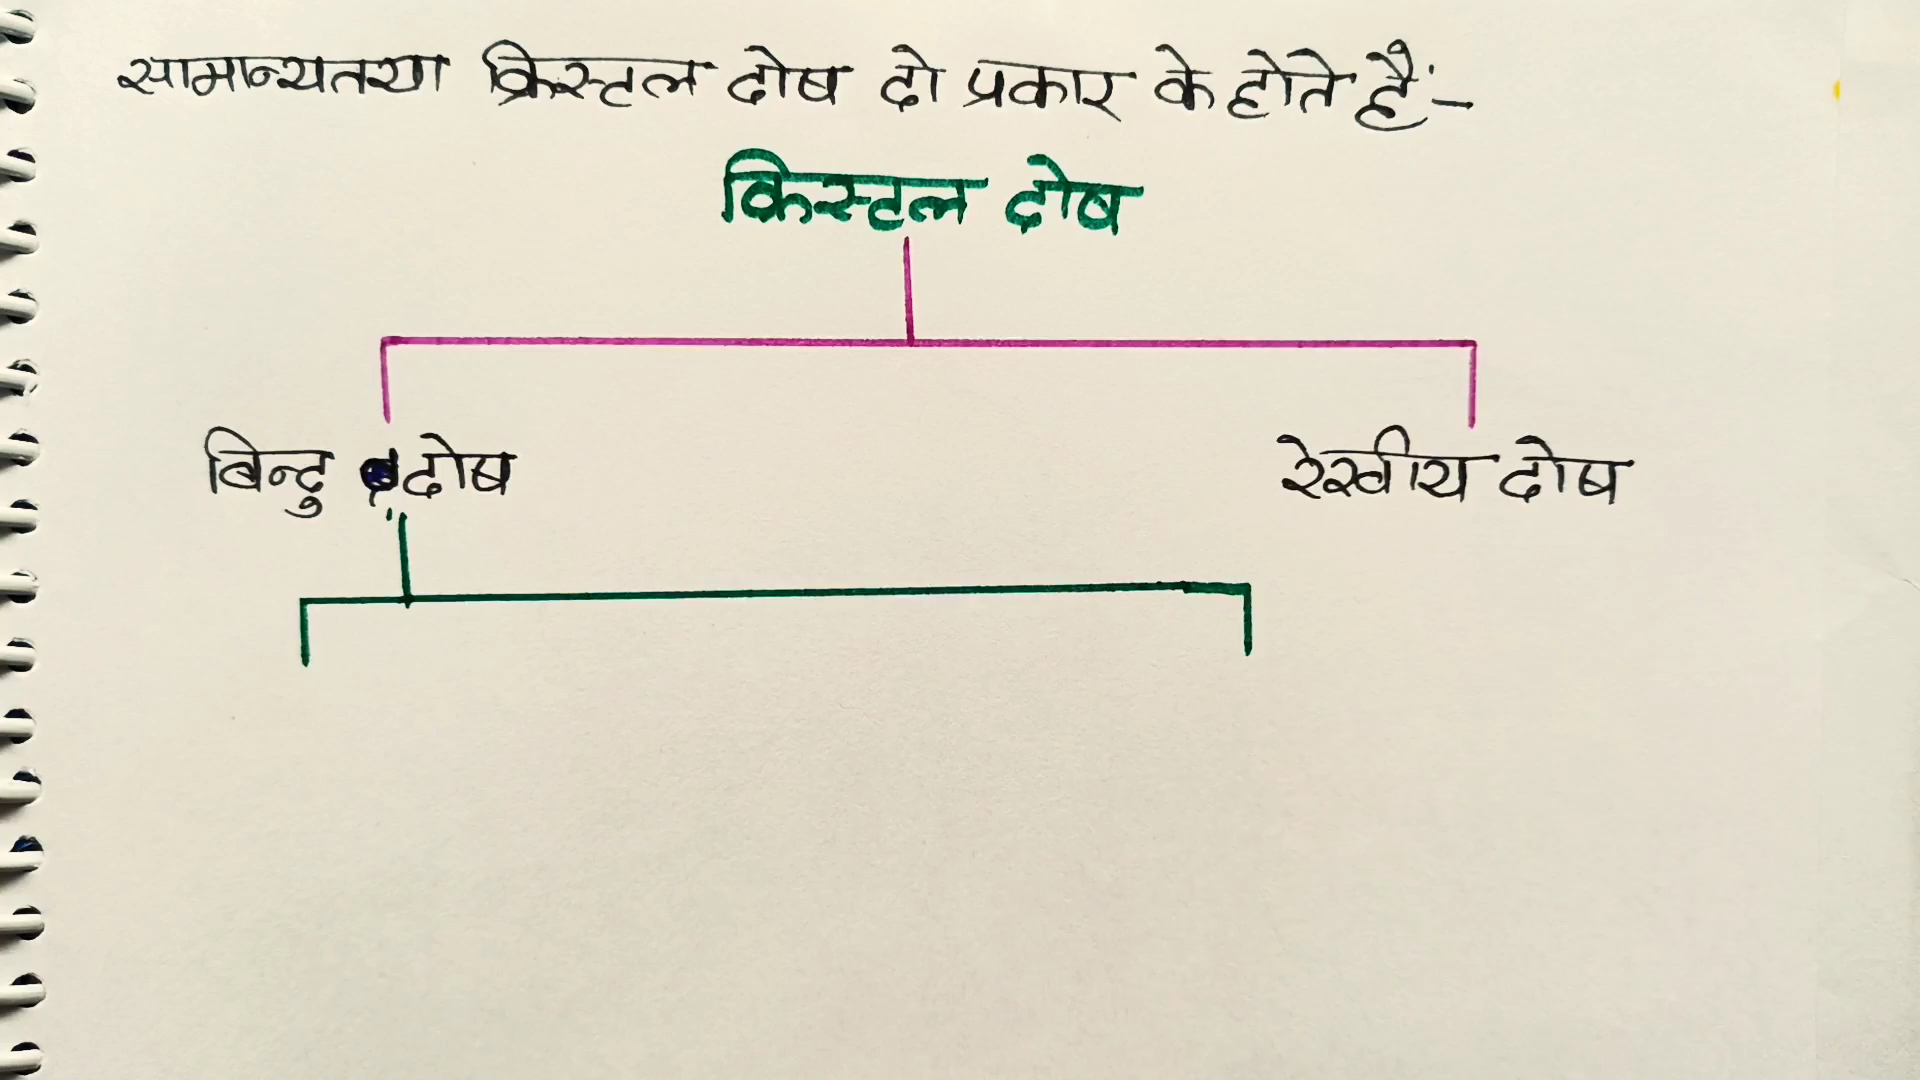 सामान्यतया क्रिस्टल दोष दो प्रकार के होते हैं:-
क्रिस्टल दोष
बिन्दु दोष
रेखीय दोष